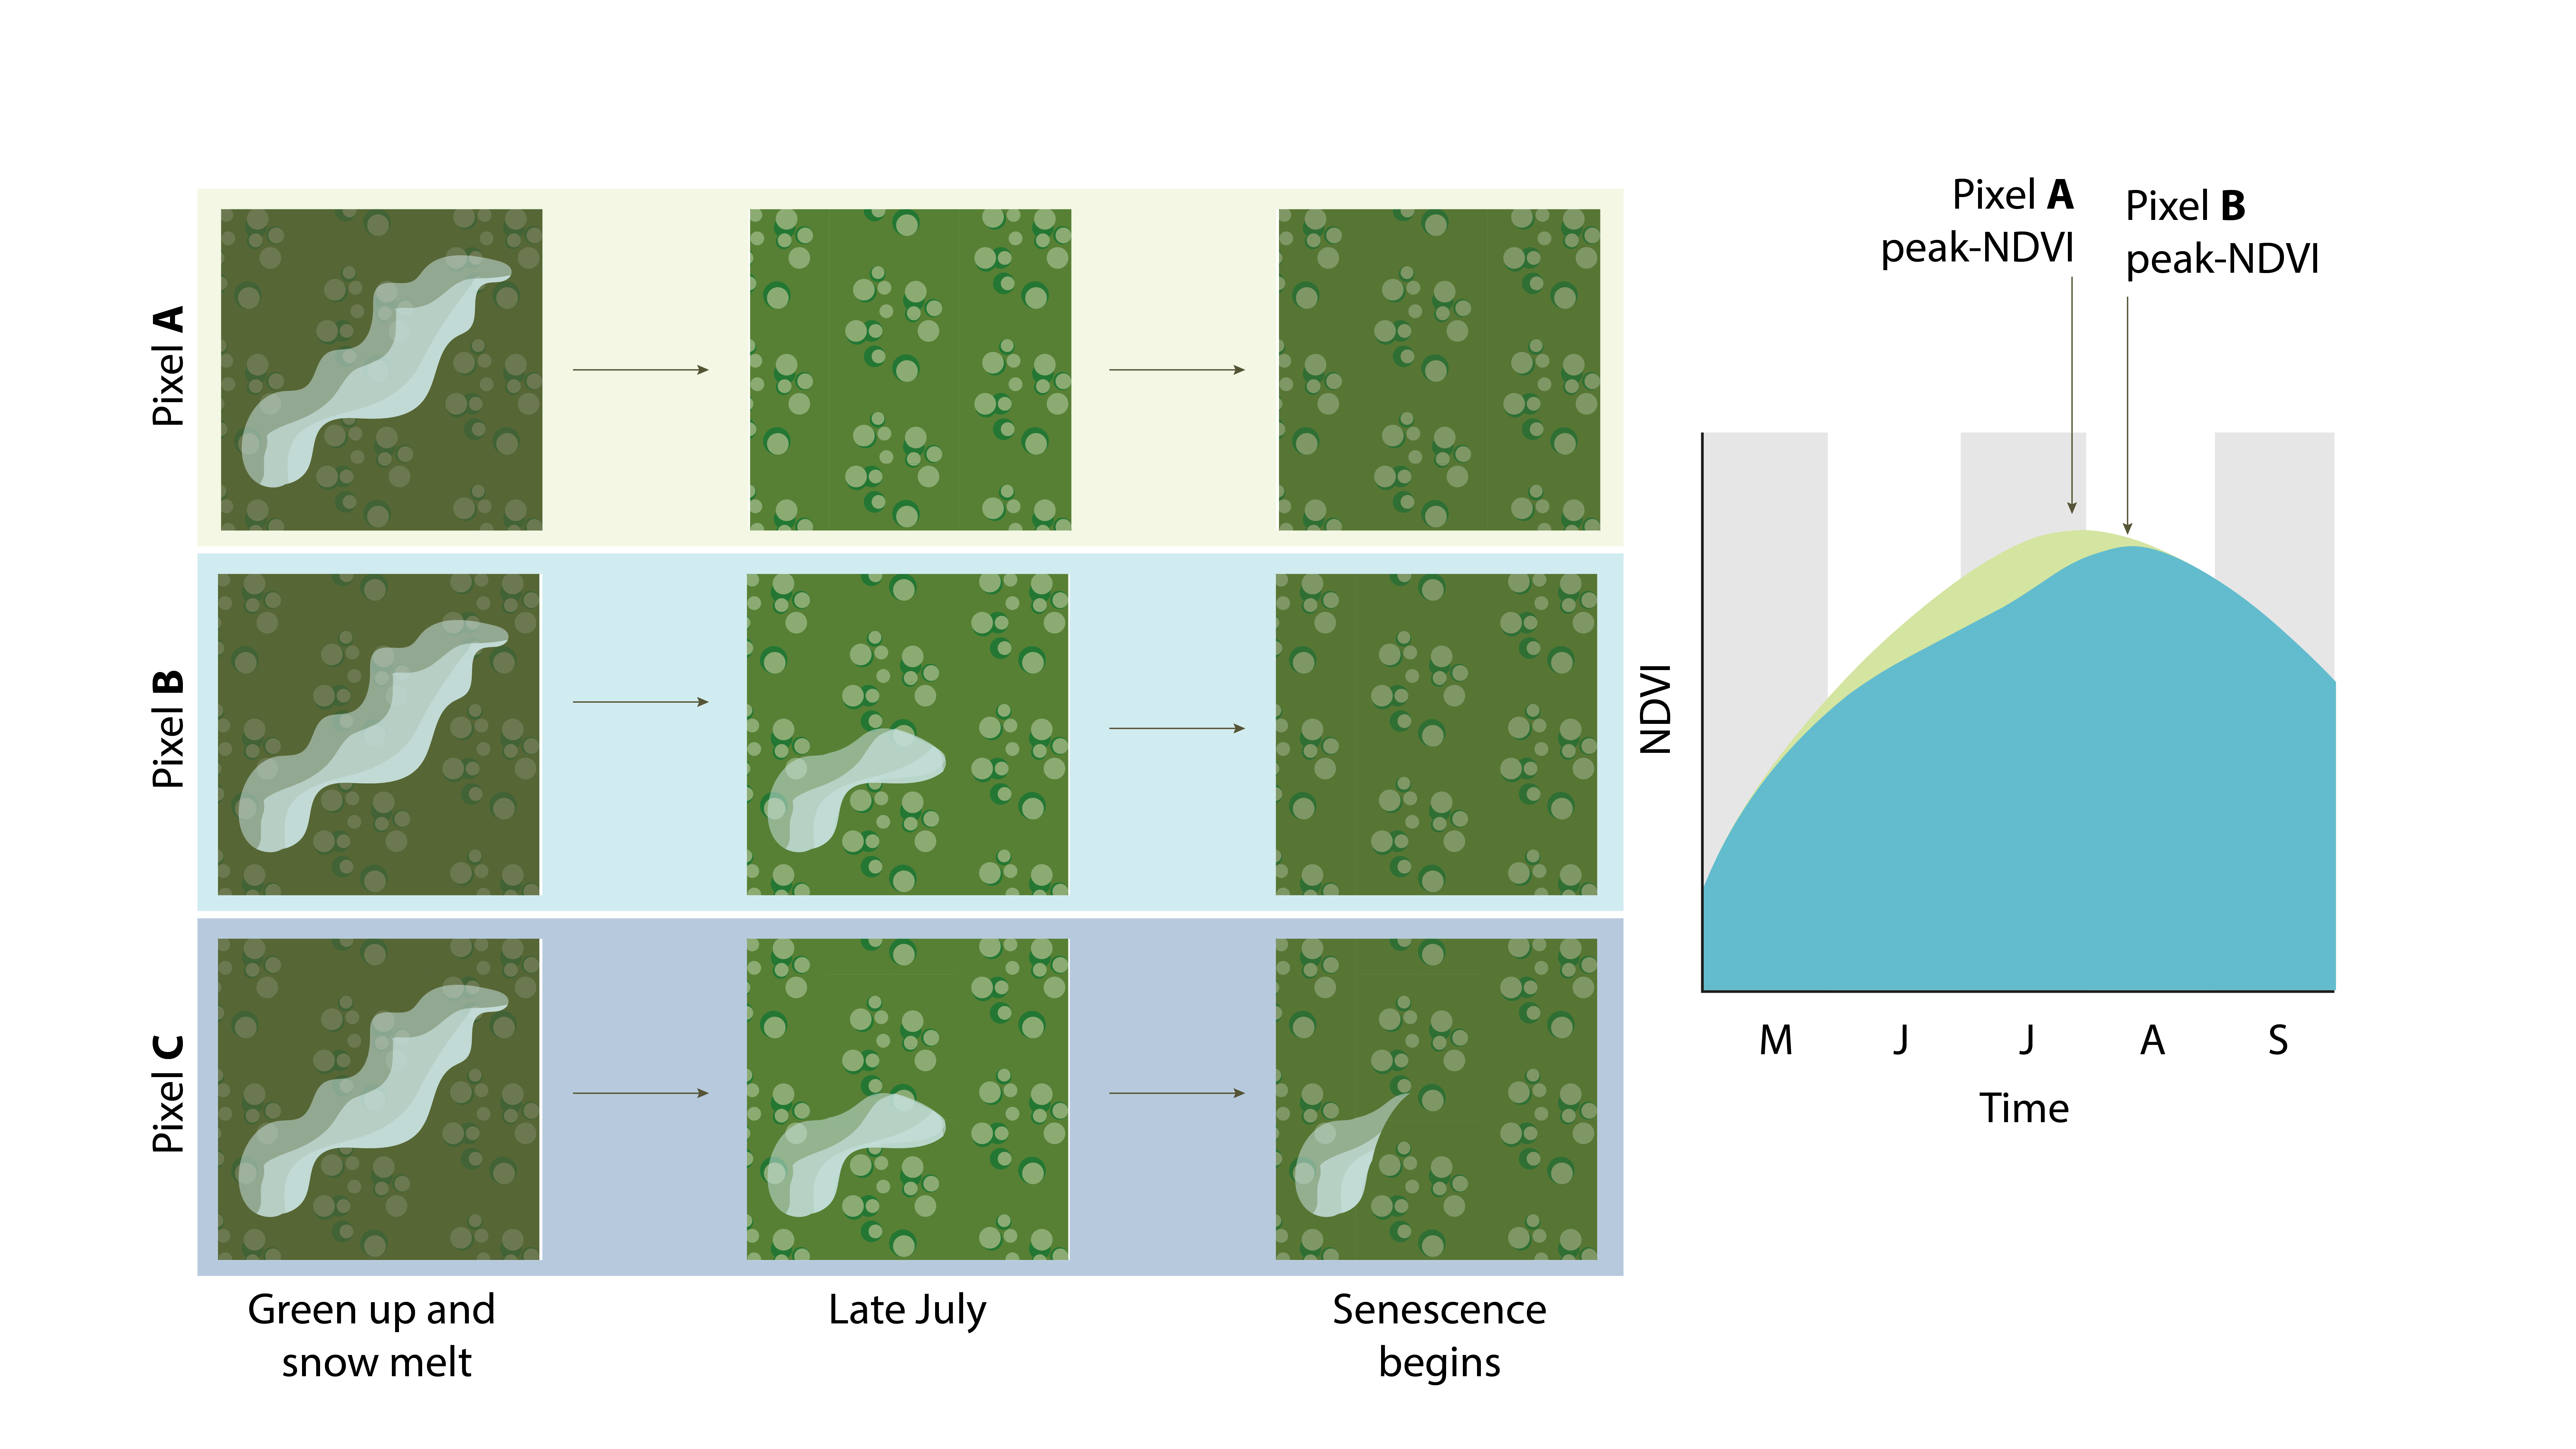 Pixel A
Pixel B
Pixel C
Green up and
snow melt
Late July
Senescence
begins
Pixel A
peak-NDVI
Pixel B
peak-NDVI
NDVI
M J J A S
Time